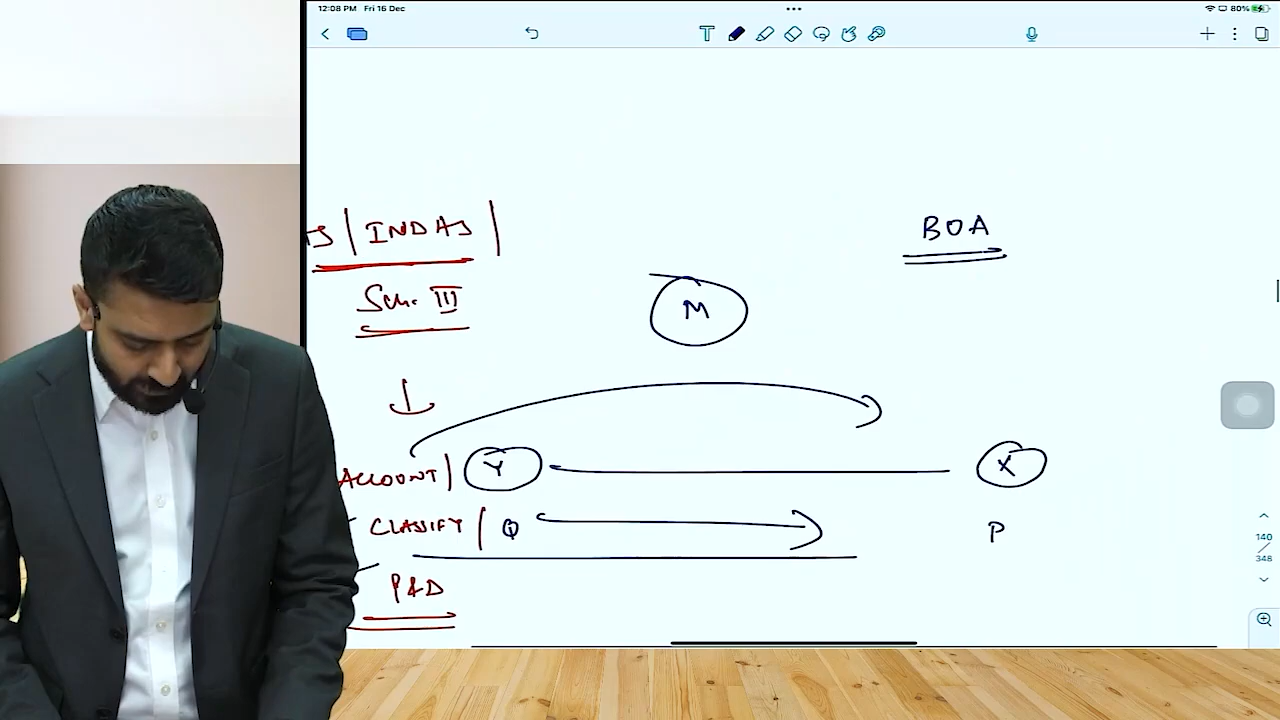 12:08 PM Fri 16 Dec
80%
T
S | INDAS |
BOA
Sch. III
M
ACCOUNT | Y
X
CLASSIFY | Q
P
P&D
140
348